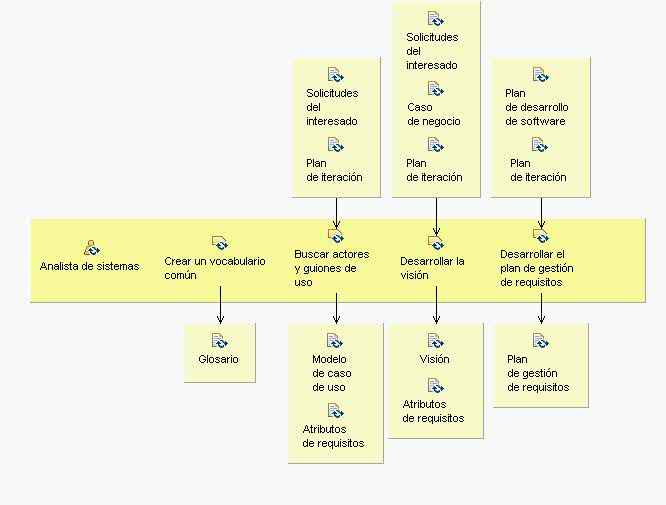 Solicitudes
del
interesado
Plan
de iteración
Solicitudes
del
interesado
Caso
de negocio
Plan
de iteración
Plan
de desarrollo
de software
Plan
de iteración
Analista de sistemas
Crear un vocabulario
común
Buscar actores
y guiones de
uso
Desarrollar la
visión
Desarrollar el
plan de gestión
de requisitos
Glosario
Modelo
de caso
de uso
Atributos
de requisitos
Visión
Atributos
de requisitos
Plan
de gestión
de requisitos